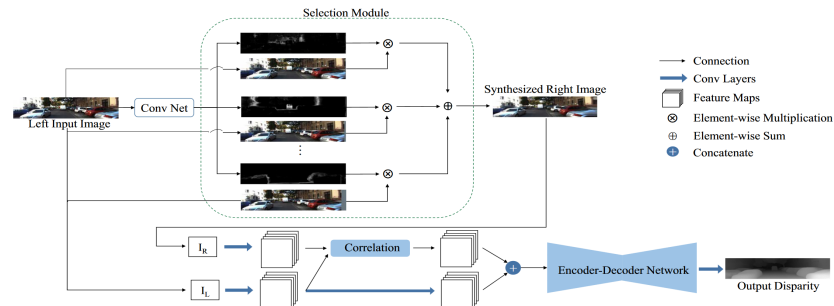 Selection Module
Conv Net
Left Input Image
Synthesized Right Image
Connection
Conv Layers
Feature Maps
Element-wise Multiplication
Element-wise Sum
Concatenate
I_R
Correlation
I_L
Encoder-Decoder Network
Output Disparity